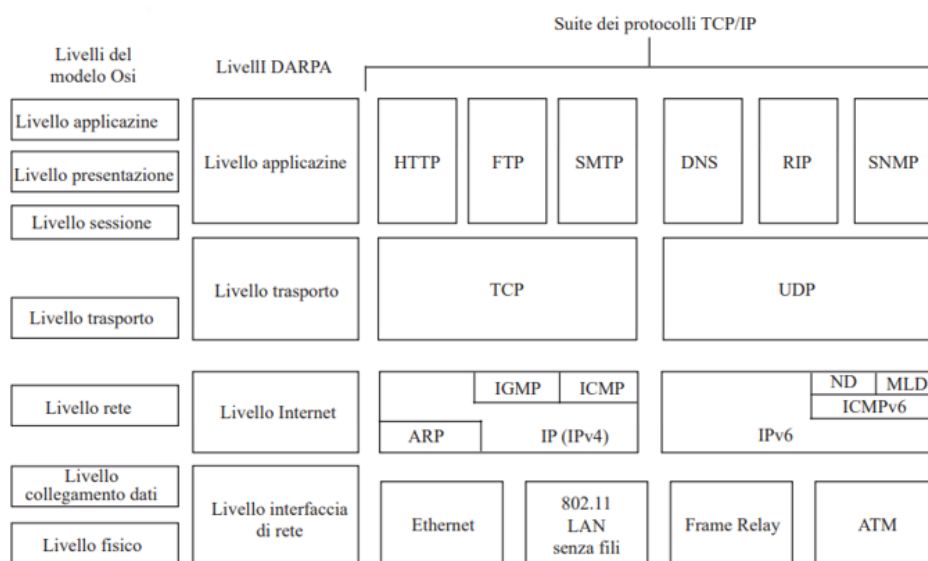 Suite dei protocolli TCP/IP
Livelli del
modelo Osi
LivellI DARPA
Livello applicazine
Livello presentazione
Livello sessione
Livello applicazine
HTTP
FTP
SMTP
DNS
RIP
SNMP
Livello trasporto
Livello trasporto
TCP
UDP
Livello rete
Livello Internet
IGMP
ICMP
ARP
IP (IPv4)
ND
MLD
ICMPv6
IPv6
Livello
collegamento dati
Livello fisico
Livello interfaccia
di rete
Ethernet
802.11
LAN
senza fili
Frame Relay
ATM